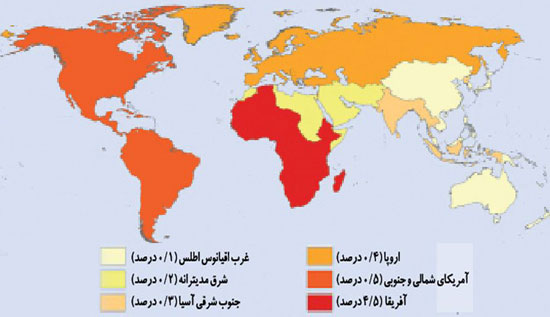 اروپا (۰/۴ درصد)
آمریکای شمالی و جنوبی (۰/۵ درصد)
آفریقا (۴/۵ درصد)
غرب اقیانوس اطلس (۰/۱ درصد)
شرق مدیترانه (۰/۲ درصد)
جنوب شرقی آسیا (۰/۳ درصد)